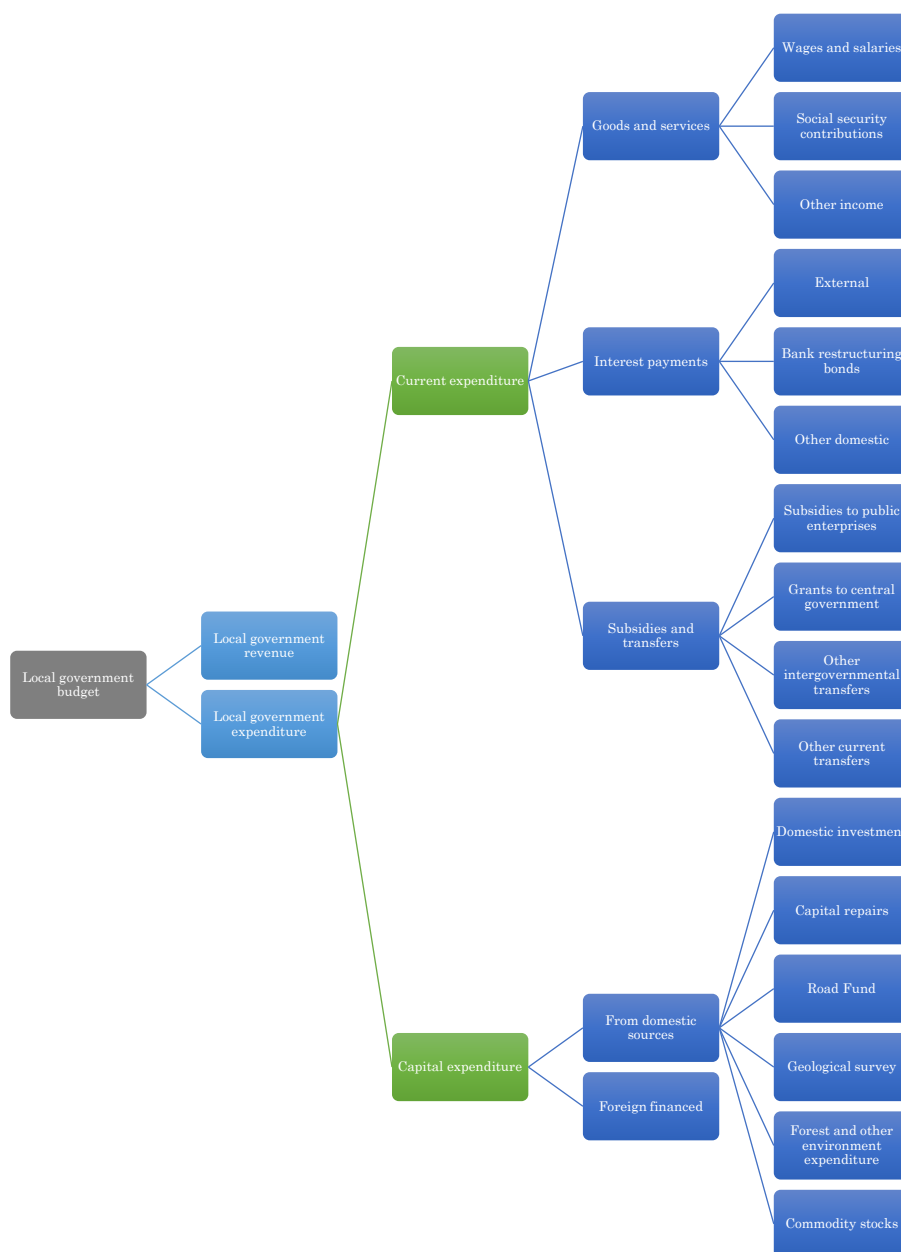 Wages and salaries
Goods and services
Social security
contributions
Other income
External
Current expenditure
Interest payments
Bank restructuring
bonds
Other domestic
Subsidies to public
enterprises
Grants to central
government
Local government
revenue
Subsidies and
transfers
Other
intergovernmental
transfers
Local government
budget
Local government
expenditure
Other current
transfers
Domestic investmen
Capital repairs
Road Fund
From domestic
sources
Capital expenditure
Geological survey
Foreign financed
Forest and other
environment
expenditure
Commodity stocks